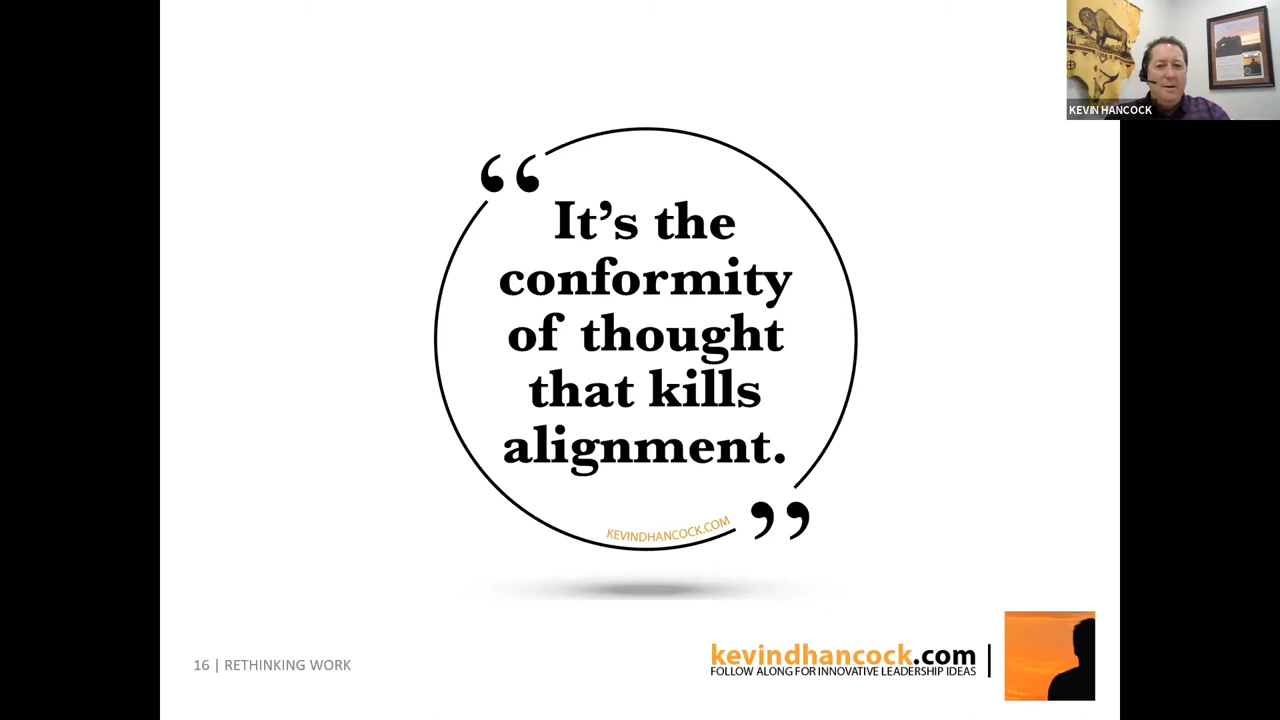 KEVIN HANCOCK
“It’s the
conformity
of thought
that kills
alignment.”
KEVINDHANCOCK.COM
16 | RETHINKING WORK
kevindhancock.com
FOLLOW ALONG FOR INNOVATIVE LEADERSHIP IDEAS